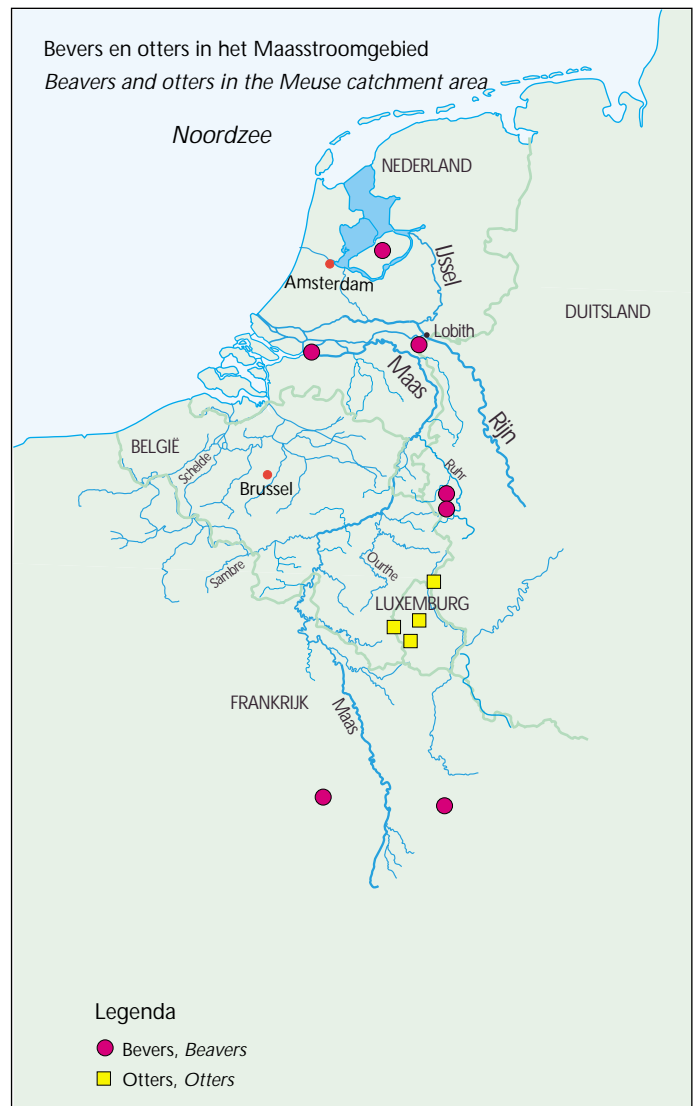 Bevers en otters in het Maasstroomgebied
Beavers and otters in the Meuse catchment area
Noordzee
NEDERLAND
IJssel
Amsterdam
DUITSLAND
Lobith
Maas
Rijn
BELGIË
Schelde
Ruhr
Brussel
Ourthe
Sambre
LUXEMBURG
FRANKRIJK
Maas
Legenda
Bevers, Beavers
Otters, Otters